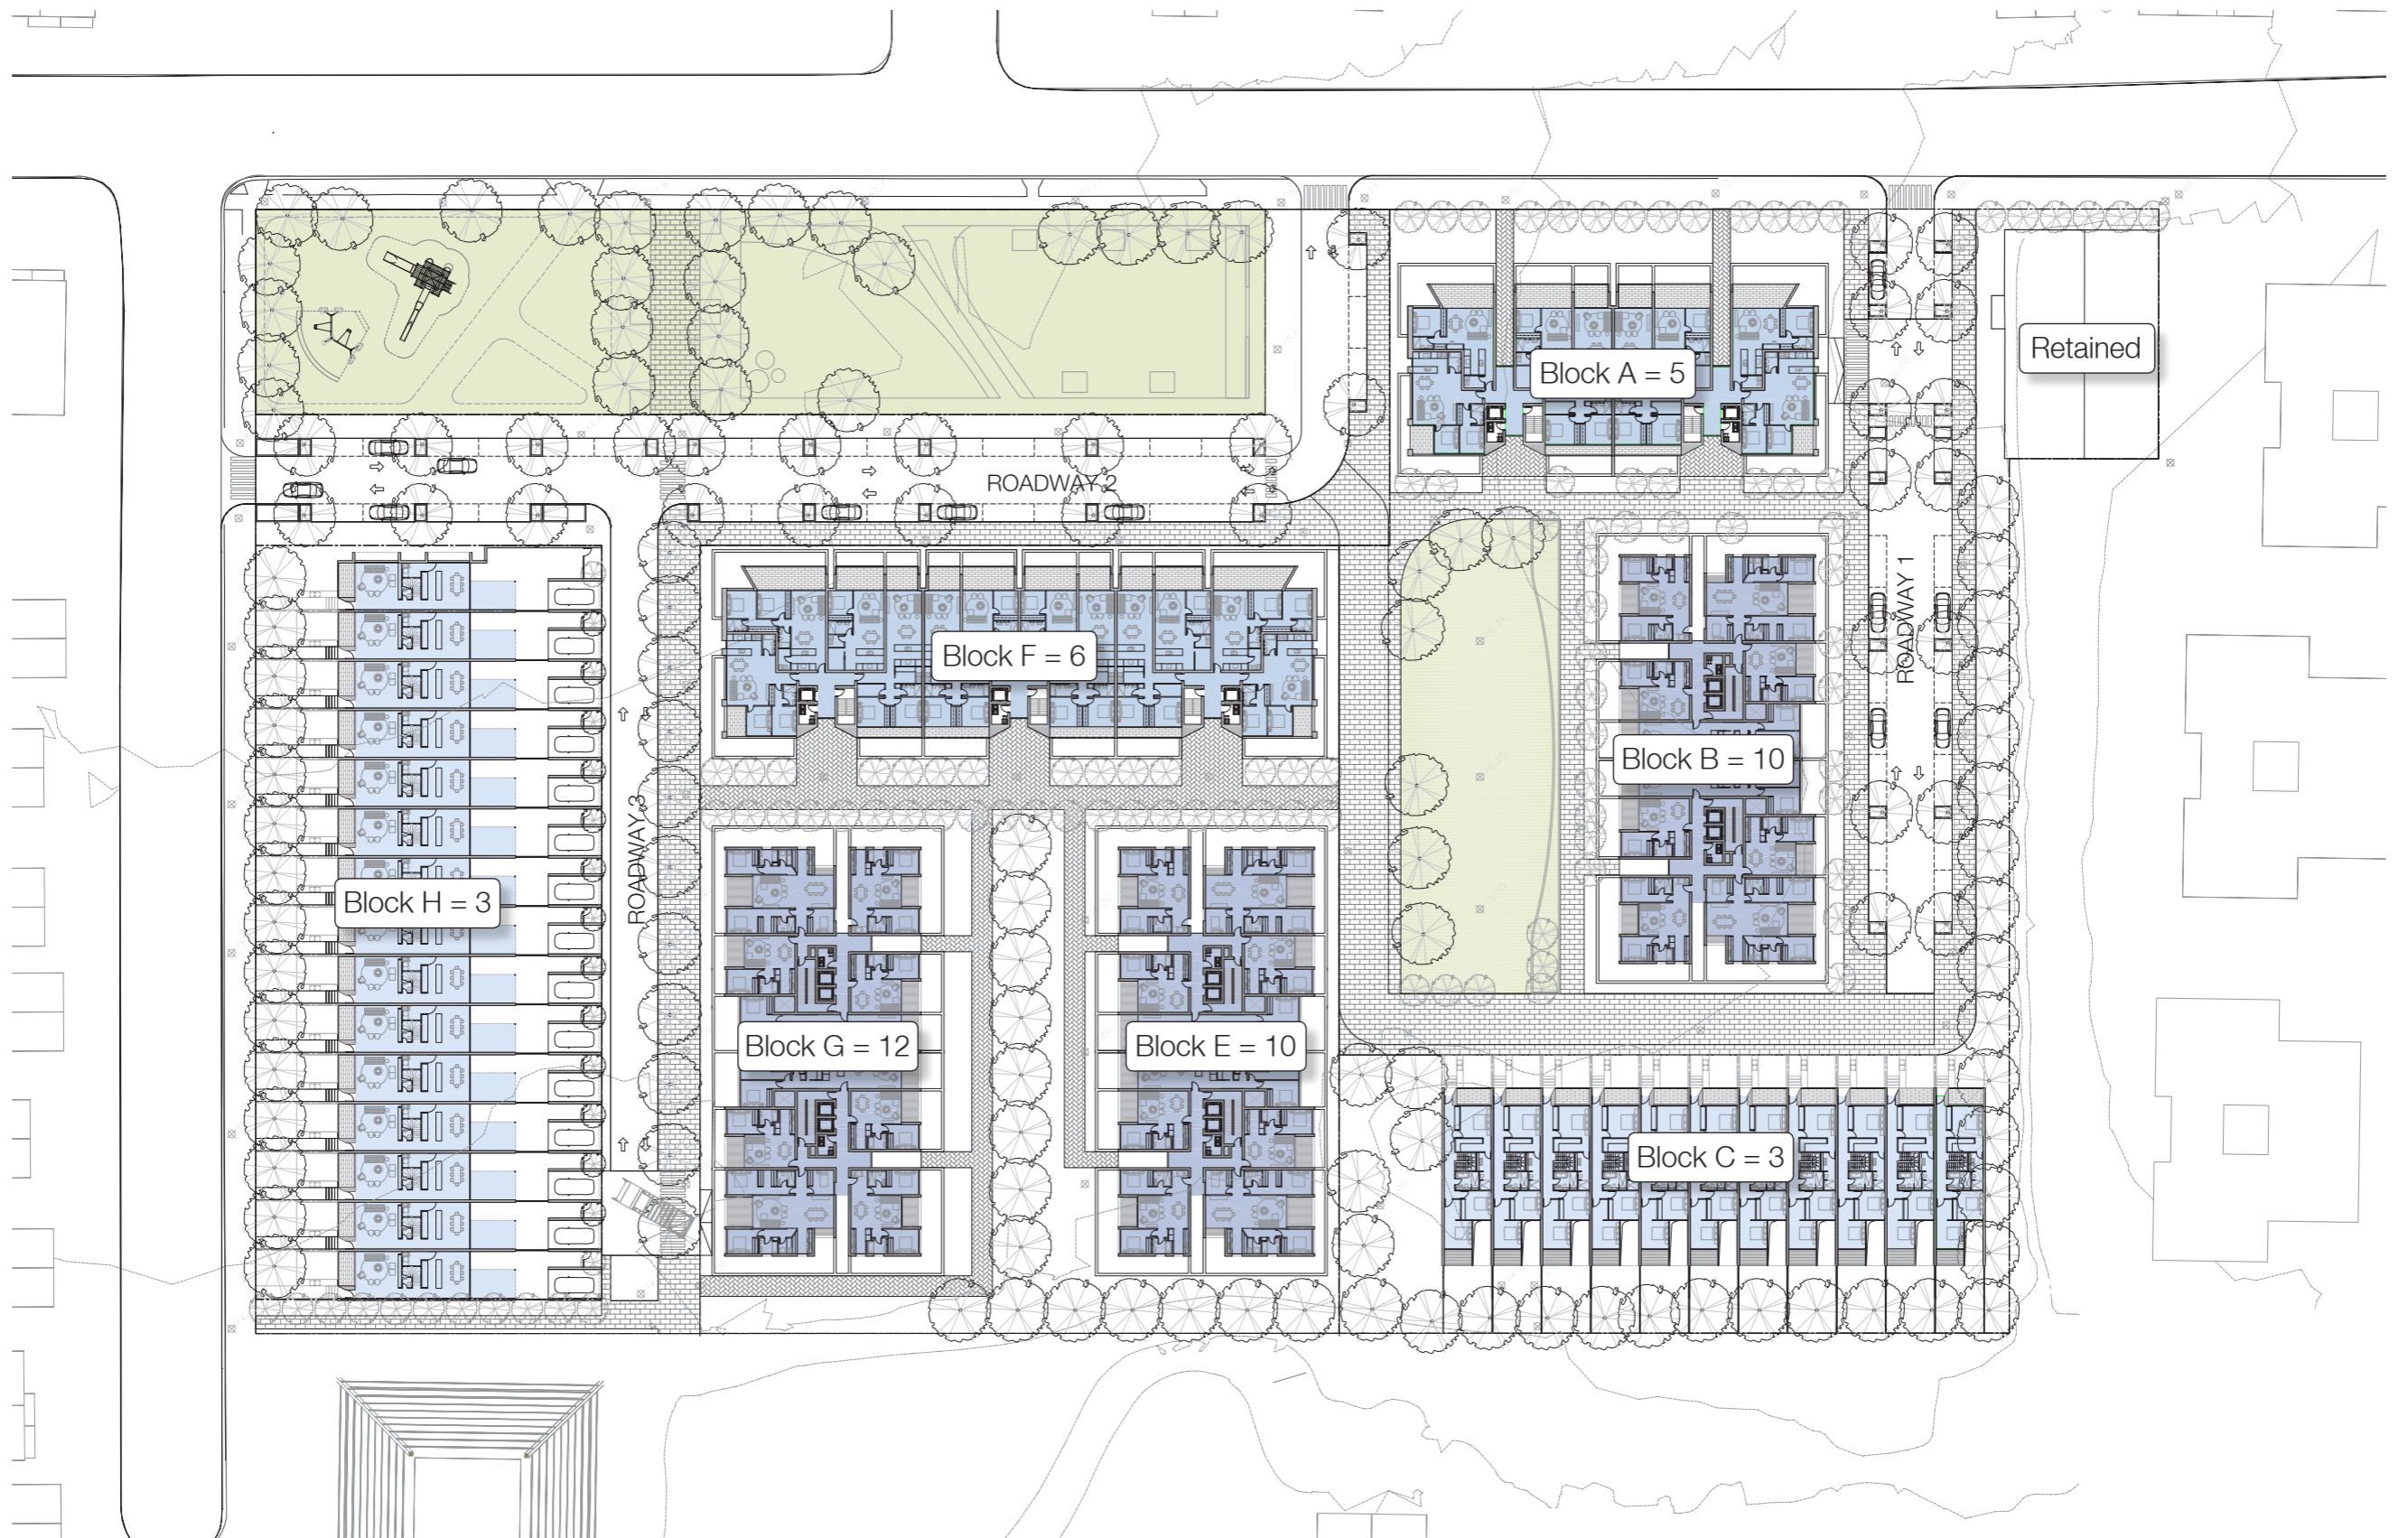 Retained
Block A = 5
ROADWAY 2
ROADWAY 1
Block F = 6
Block B = 10
ROADWAY 3
Block H = 3
Block G = 12
Block E = 10
Block C = 3